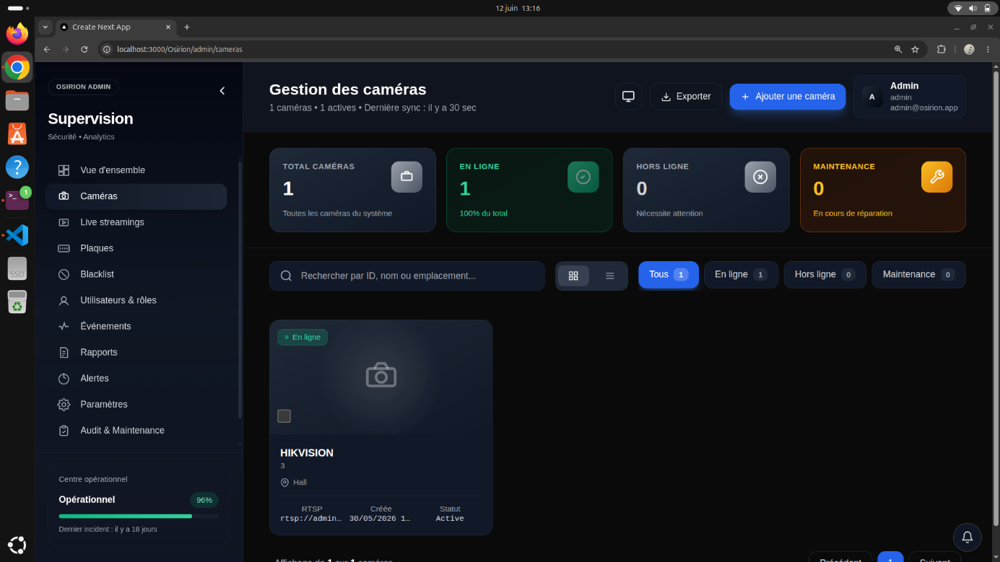 12 juin 13:16
Create Next App
localhost:3000/Osirion/admin/cameras
OSIRION ADMIN
Supervision
Sécurité • Analytics
Vue d'ensemble
Caméras
Live streamings
Plaques
Blacklist
Utilisateurs & rôles
Événements
Rapports
Alertes
Paramètres
Audit & Maintenance
Centre opérationnel
Opérationnel 96%
Dernier incident : il y a 18 jours
1
SSD
Gestion des caméras
1 caméras • 1 actives • Dernière sync : il y a 30 sec
Exporter
+ Ajouter une caméra
A
Admin
admin
admin@osirion.app
TOTAL CAMÉRAS
1
Toutes les caméras du système
EN LIGNE
1
100% du total
HORS LIGNE
0
Nécessite attention
MAINTENANCE
0
En cours de réparation
Rechercher par ID, nom ou emplacement...
Tous 1
En ligne 1
Hors ligne 0
Maintenance 0
En ligne
HIKVISION
3
Hall
RTSP Créée Statut
rtsp://admin… 30/05/2026 1… Active
Affichage de 1 sur 1 caméras
Précédent 1 Suivant